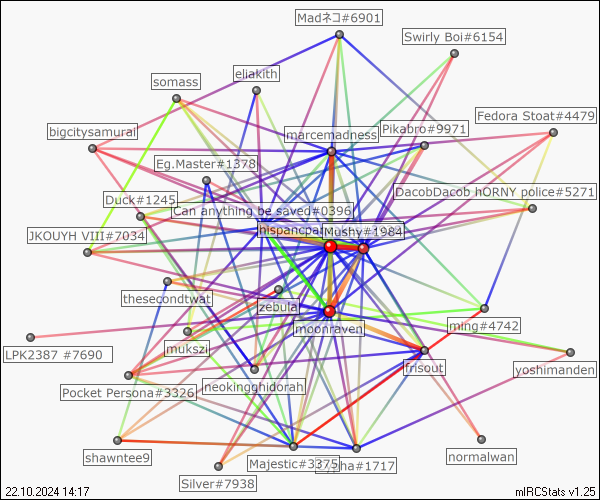 Madネコ#6901
Swirly Boi#6154
eliakith
somass
Fedora Stoat#4479
bigcitysamurai
marcemadness
Pikabro#9971
Eg.Master#1378
DacobDacob hORNY police#5271
Duck#1245
Can anything be saved#0396
hispancpa
Mushy#1984
JKOUYH VIII#7034
thesecondtwat
zebula
moonraven
ming#4742
mukszii
LPK2387 #7690
frisout
yoshimanden
neokingghidorah
Pocket Persona#3326
shawntee9
Majestic#3375
#1717
normalwan
Silver#7938
22.10.2024 14:17
mIRCStats v1.25